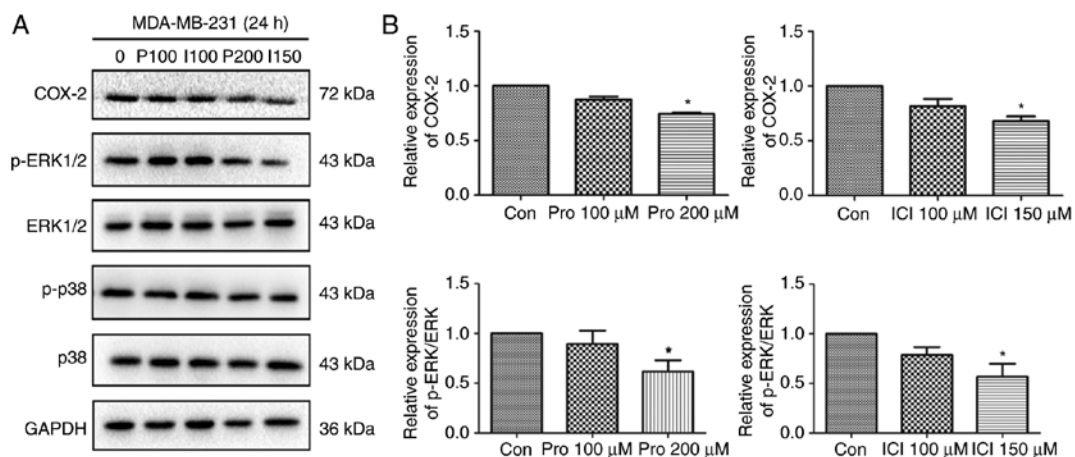 A
MDA-MB-231 (24 h)
0 P100 I100 P200 I150
COX-2 72 kDa
p-ERK1/2 43 kDa
ERK1/2 43 kDa
p-p38 43 kDa
p38 43 kDa
GAPDH 36 kDa
B
Relative expression
of COX-2
1.5
1.0
0.5
0.0
*
Con Pro 100 μM Pro 200 μM
Relative expression
of COX-2
1.5
1.0
0.5
0.0
*
Con ICI 100 μM ICI 150 μM
Relative expression
of p-ERK/ERK
1.5
1.0
0.5
0.0
*
Con Pro 100 μM Pro 200 μM
Relative expression
of p-ERK/ERK
1.5
1.0
0.5
0.0
*
Con ICI 100 μM ICI 150 μM